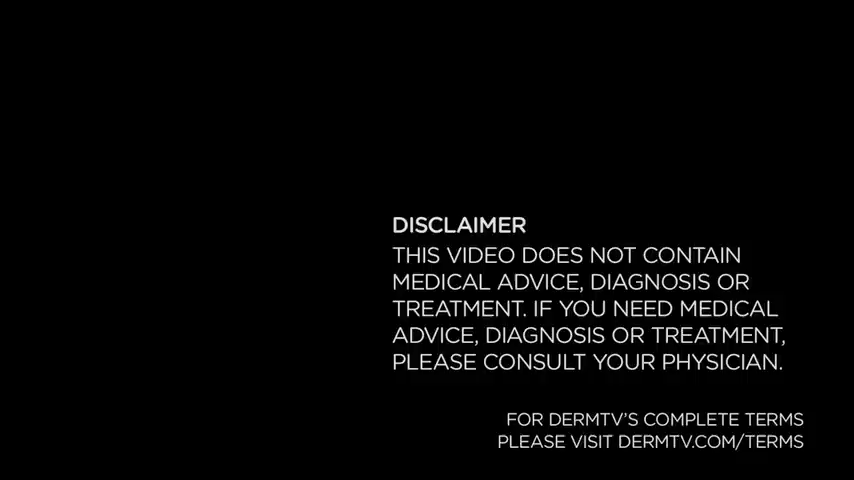 DISCLAIMER
THIS VIDEO DOES NOT CONTAIN
MEDICAL ADVICE, DIAGNOSIS OR
TREATMENT. IF YOU NEED MEDICAL
ADVICE, DIAGNOSIS OR TREATMENT,
PLEASE CONSULT YOUR PHYSICIAN.
FOR DERMTV'S COMPLETE TERMS
PLEASE VISIT DERMTV.COM/TERMS